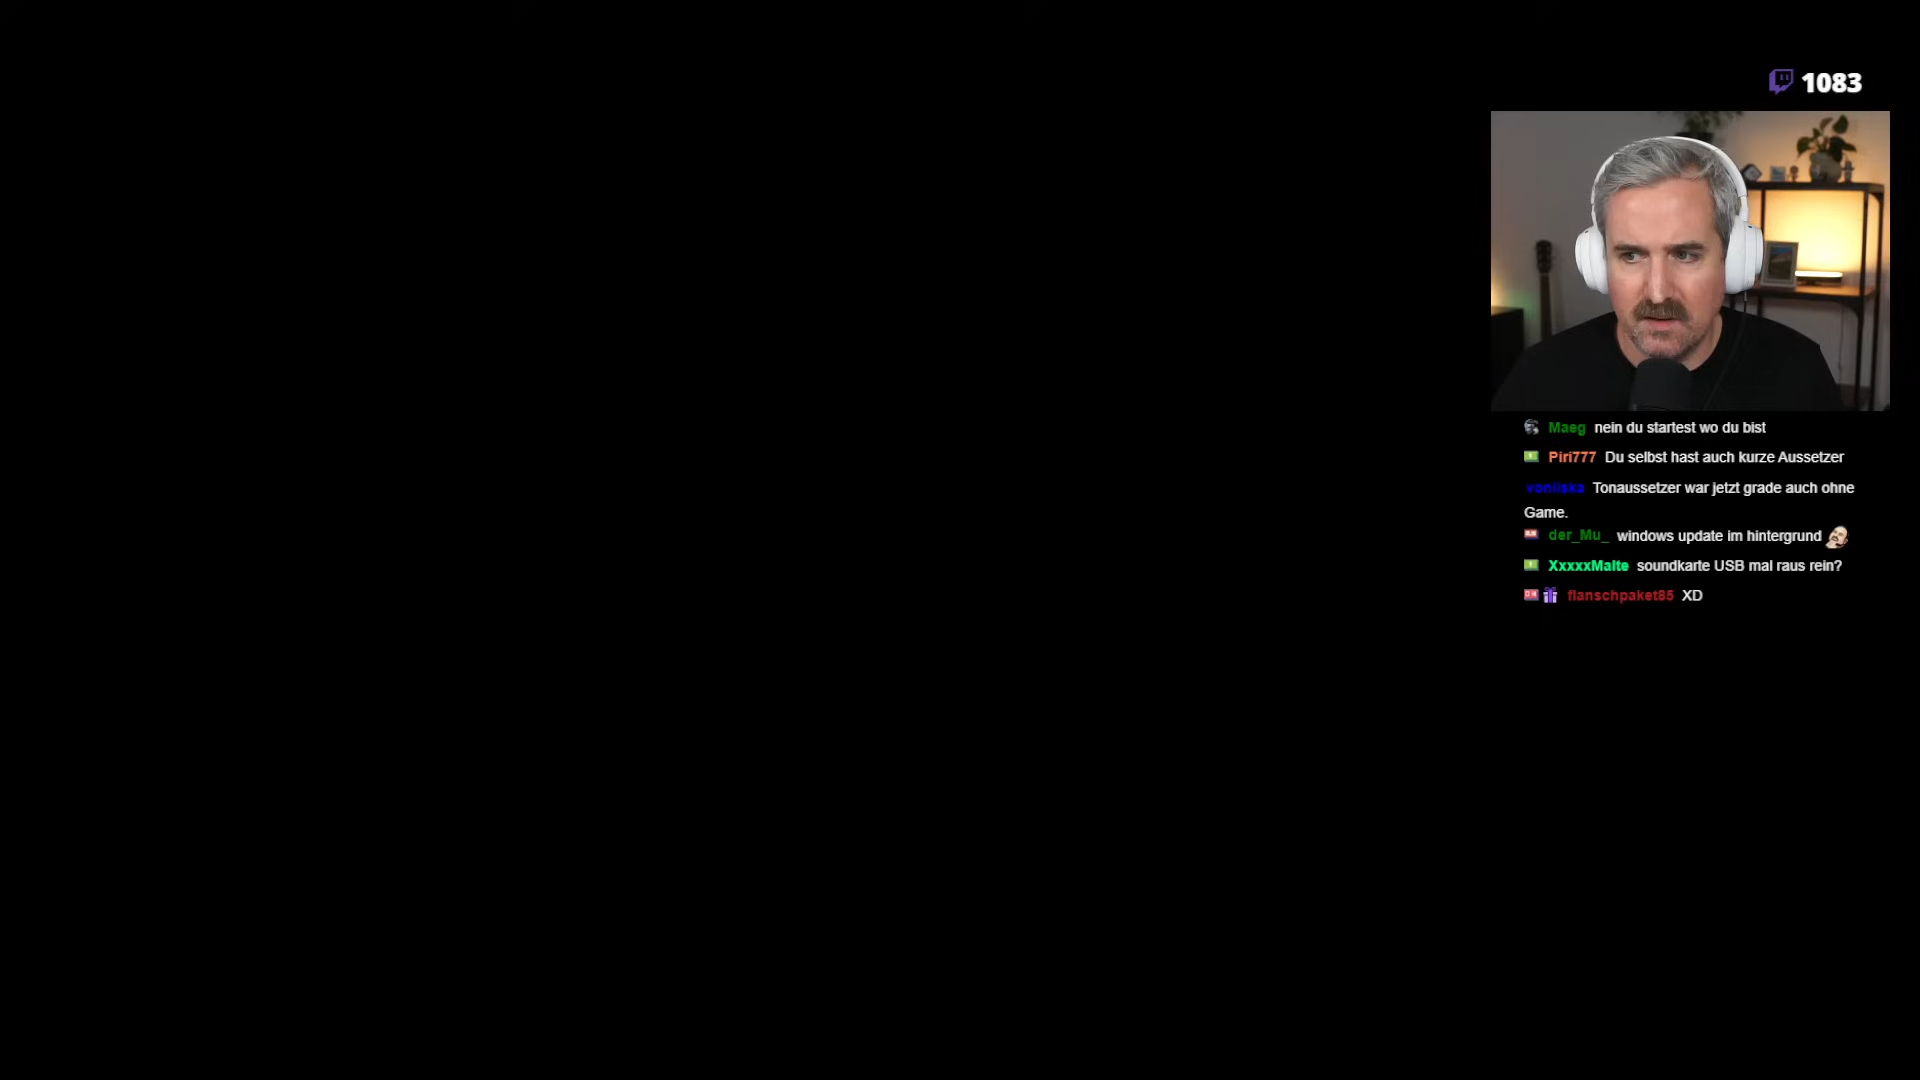 1083
Maeg nein du startest wo du bist
Piri777 Du selbst hast auch kurze Aussetzer
vonliska Tonaussetzer war jetzt grade auch ohne
Game.
der_Mu_ windows update im hintergrund
XxxxxMalte soundkarte USB mal raus rein?
flanschpaket85 XD